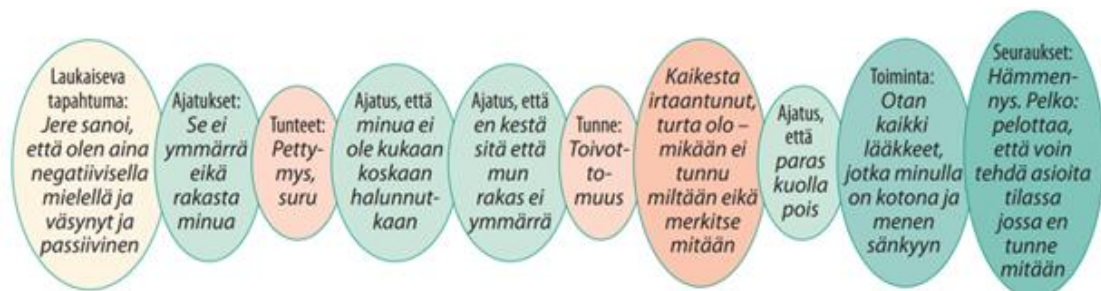 Laukaiseva
tapahtuma:
Jere sanoi,
että olen aina
negatiivisella
mielellä ja
väsynyt ja
passiivinen
Ajatukset:
Se ei
ymmärrä
eikä
rakasta
minua
Tunteet:
Petty-
mys,
suru
Ajatus, että
minua ei
ole kukaan
koskaan
halunnut-
kaan
Ajatus, että
en kestä
sitä että
mun
rakas ei
ymmärrä
Tunne:
Toivot-
to-
muus
Kaikesta
irtaantunut,
turta olo –
mikään ei
tunnu
miltään eikä
merkitse
mitään
Ajatus,
että
paras
kuolla
pois
Toiminta:
Otan
kaikki
lääkkeet,
jotka minulla
on kotona ja
menen
sänkyyn
Seuraukset:
Hämmen-
nys. Pelko:
pelottaa,
että voin
tehdä asioita
tilassa
jossa en
tunne
mitään